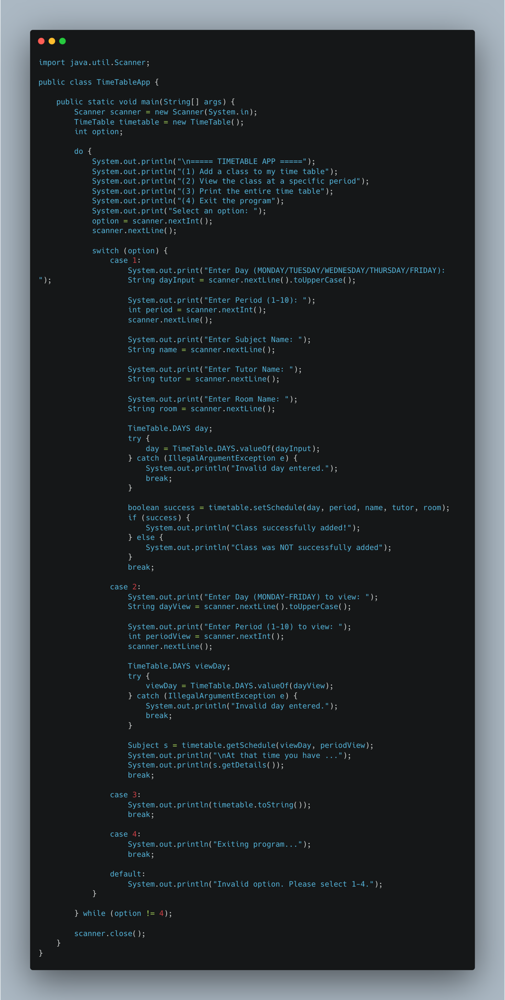 import java.util.Scanner;

public class TimeTableApp {

    public static void main(String[] args) {
        Scanner scanner = new Scanner(System.in);
        TimeTable timetable = new TimeTable();
        int option;

        do {
            System.out.println("\n===== TIMETABLE APP =====");
            System.out.println("(1) Add a class to my time table");
            System.out.println("(2) View the class at a specific period");
            System.out.println("(3) Print the entire time table");
            System.out.println("(4) Exit the program");
            System.out.print("Select an option: ");
            option = scanner.nextInt();
            scanner.nextLine();

            switch (option) {
                case 1:
                    System.out.print("Enter Day (MONDAY/TUESDAY/WEDNESDAY/THURSDAY/FRIDAY):
");                 String dayInput = scanner.nextLine().toUpperCase();

                    System.out.print("Enter Period (1-10): ");
                    int period = scanner.nextInt();
                    scanner.nextLine();

                    System.out.print("Enter Subject Name: ");
                    String name = scanner.nextLine();

                    System.out.print("Enter Tutor Name: ");
                    String tutor = scanner.nextLine();

                    System.out.print("Enter Room Name: ");
                    String room = scanner.nextLine();

                    TimeTable.DAYS day;
                    try {
                        day = TimeTable.DAYS.valueOf(dayInput);
                    } catch (IllegalArgumentException e) {
                        System.out.println("Invalid day entered.");
                        break;
                    }

                    boolean success = timetable.setSchedule(day, period, name, tutor, room);
                    if (success) {
                        System.out.println("Class successfully added!");
                    } else {
                        System.out.println("Class was NOT successfully added");
                    }
                    break;

                case 2:
                    System.out.print("Enter Day (MONDAY-FRIDAY) to view: ");
                    String dayView = scanner.nextLine().toUpperCase();

                    System.out.print("Enter Period (1-10) to view: ");
                    int periodView = scanner.nextInt();
                    scanner.nextLine();

                    TimeTable.DAYS viewDay;
                    try {
                        viewDay = TimeTable.DAYS.valueOf(dayView);
                    } catch (IllegalArgumentException e) {
                        System.out.println("Invalid day entered.");
                        break;
                    }

                    Subject s = timetable.getSchedule(viewDay, periodView);
                    System.out.println("\nAt that time you have ...");
                    System.out.println(s.getDetails());
                    break;

                case 3:
                    System.out.println(timetable.toString());
                    break;

                case 4:
                    System.out.println("Exiting program...");
                    break;

                default:
                    System.out.println("Invalid option. Please select 1-4.");
            }

        } while (option != 4);

        scanner.close();
    }
}